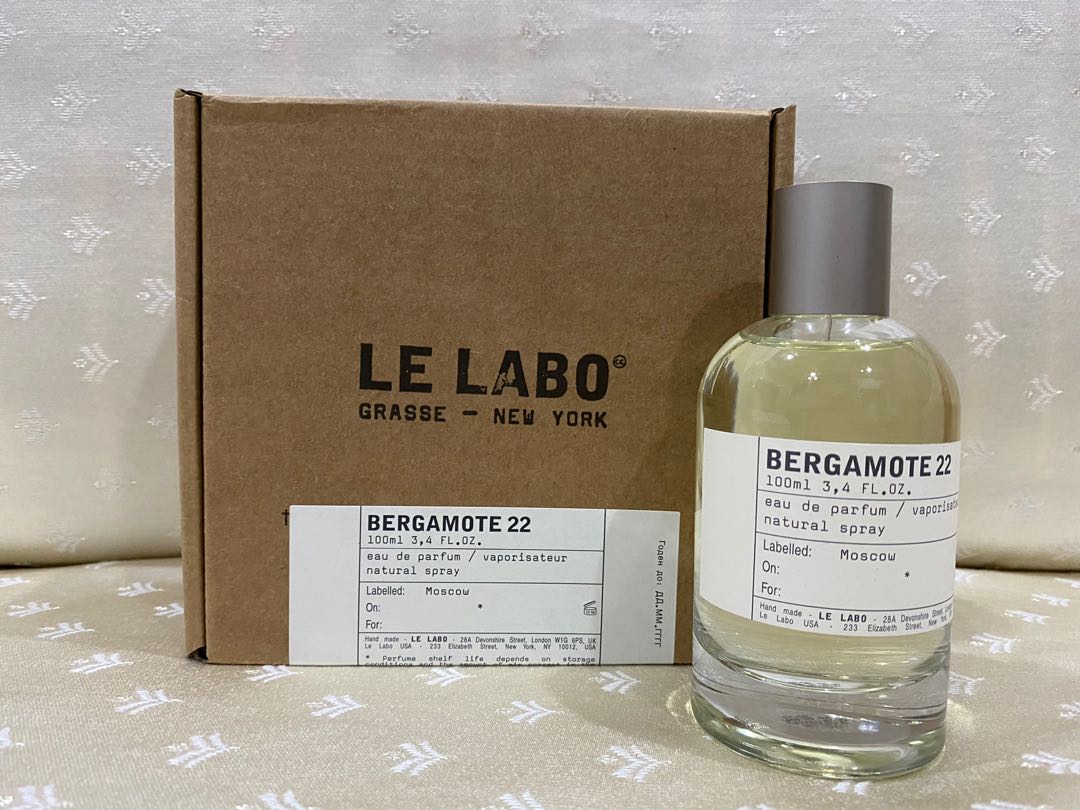 LE LABO
GRASSE — NEW YORK
BERGAMOTE 22
100ml 3,4 FL.OZ.
eau de parfum / vaporisateur
natural spray
Labelled: Moscow
On: *
For:
Hand made - LE LABO - 28A Devonshire Street, London W1G 6PS, UK
Le Labo USA - 233 Elizabeth Street, New York, NY 10012, USA
* Perfume shelf life depends on storage
Годен до: ДД.ММ.ГГГГ
BERGAMOTE 22
100ml 3,4 FL.OZ.
eau de parfum /
natural spray
Labelled: Moscow
On: *
For:
Hand made - LE LABO - 28A Devonshire Street,
Le Labo USA - 233 Elizabeth Street, New York,